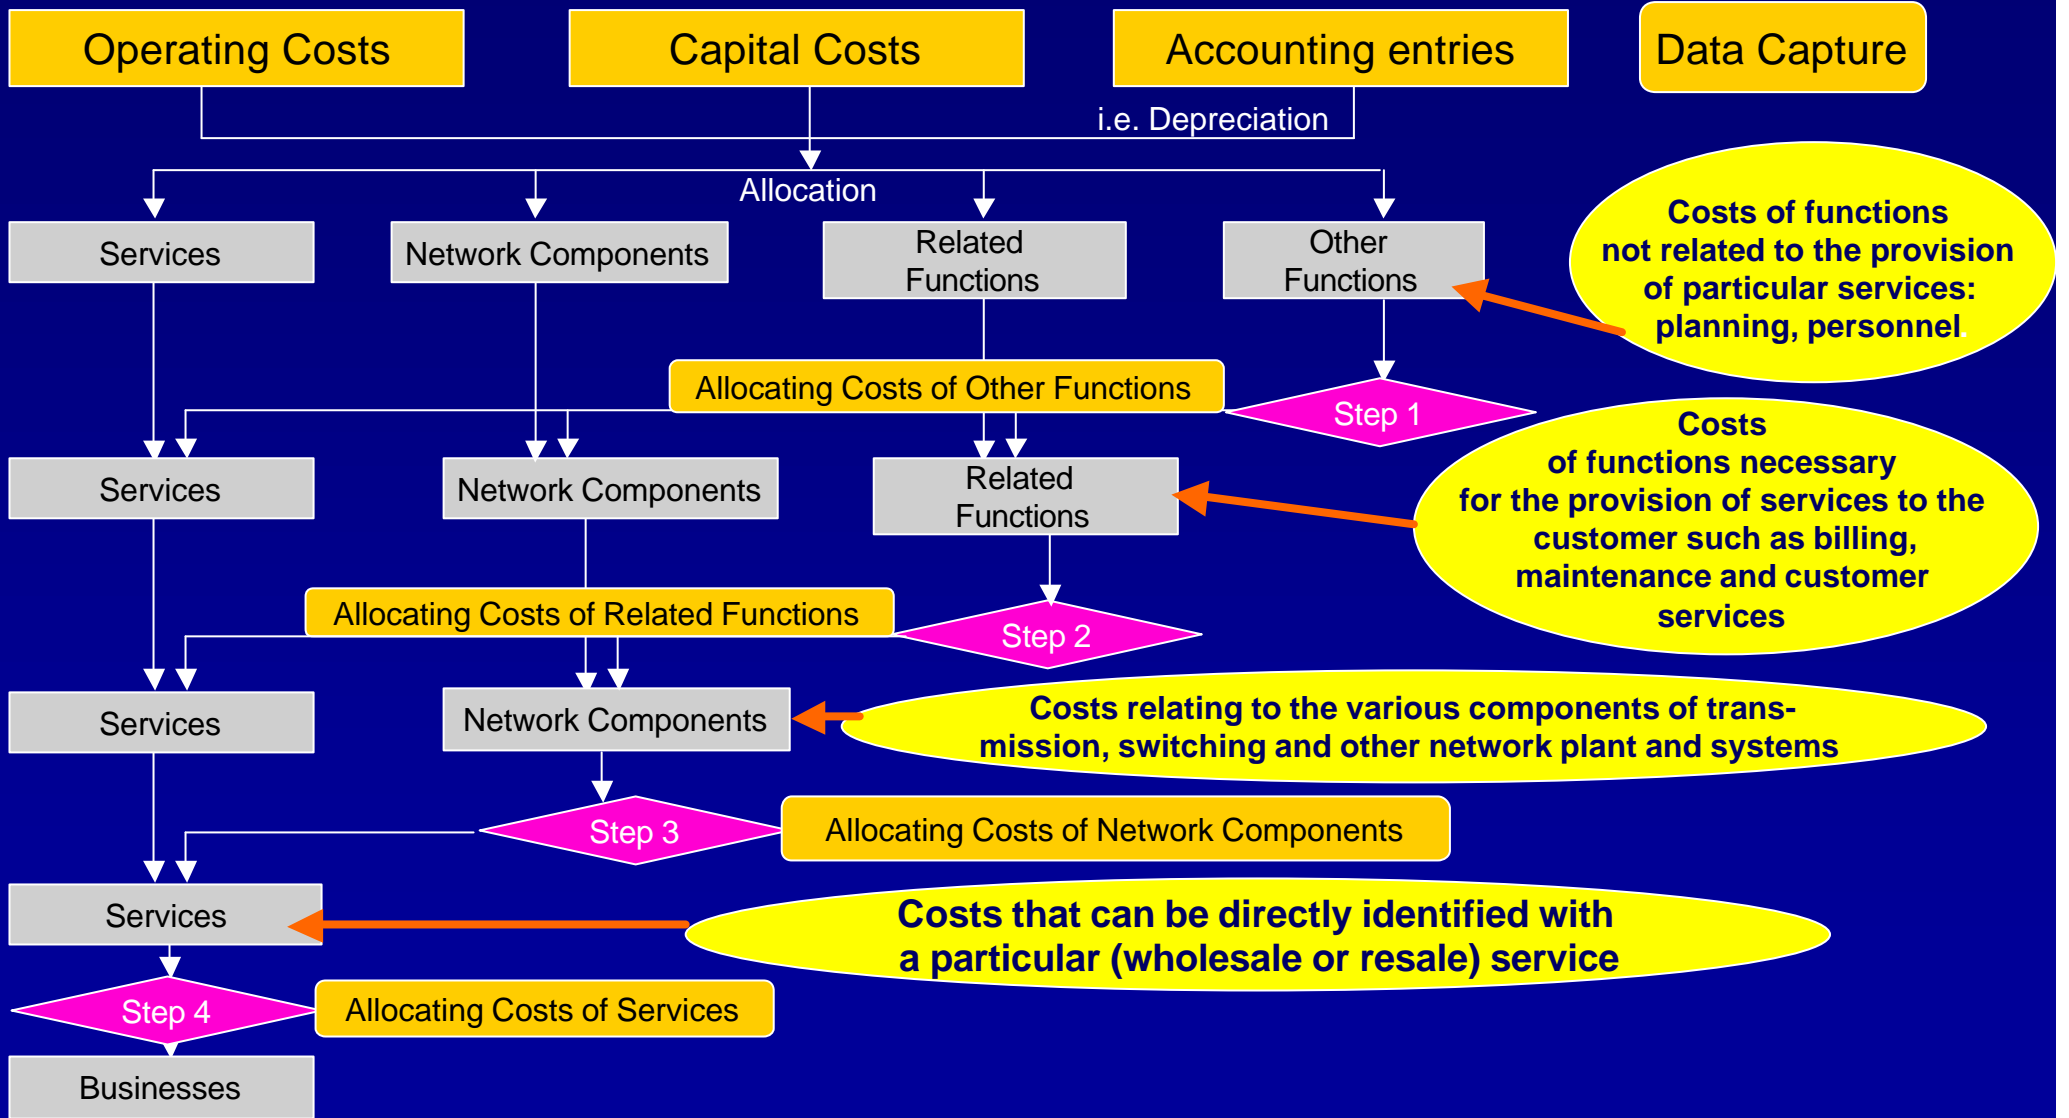 Operating Costs
Capital Costs
Accounting entries
Data Capture
i.e. Depreciation
Allocation
Services
Network Components
Related
Functions
Other
Functions
Costs of functions
not related to the provision
of particular services:
planning, personnel.
Allocating Costs of Other Functions
Step 1
Services
Network Components
Related
Functions
Costs
of functions necessary
for the provision of services to the
customer such as billing,
maintenance and customer
services
Allocating Costs of Related Functions
Step 2
Services
Network Components
Costs relating to the various components of trans-
mission, switching and other network plant and systems
Step 3
Allocating Costs of Network Components
Services
Costs that can be directly identified with
a particular (wholesale or resale) service
Step 4
Allocating Costs of Services
Businesses